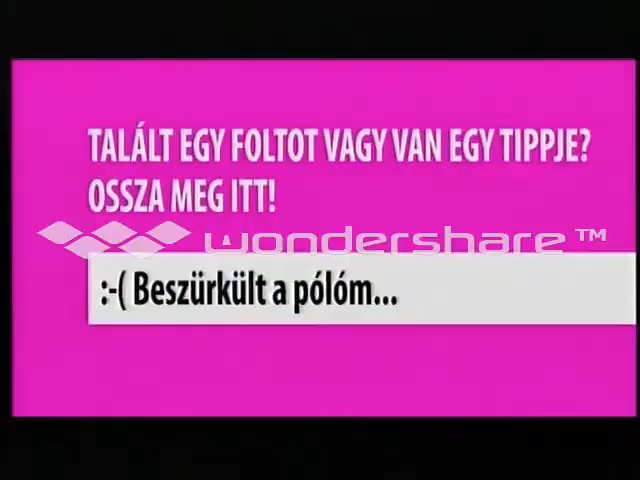 TALÁLT EGY FOLTOT VAGY VAN EGY TIPPJE?
OSSZA MEG ITT!
wondershare™
:-( Beszürkült a pólóm...